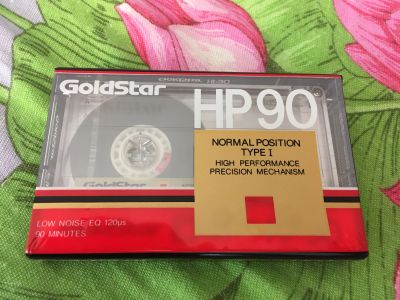 GoldStar
HP90
NORMAL POSITION
TYPE I
HIGH PERFORMANCE
PRECISION MECHANISM
GoldStar
LOW NOISE EQ 120μs
90 MINUTES